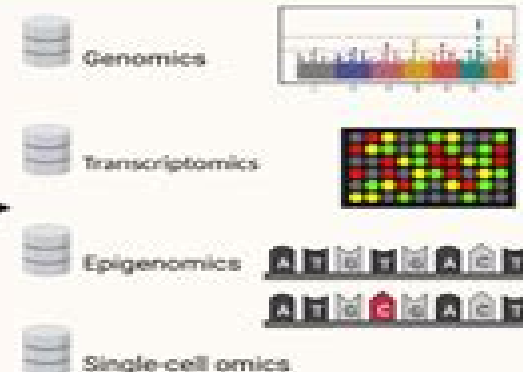 Genomics
Transcriptomics
Epigenomics
A T G T G A C T
A T G C G A C T
Single-cell omics